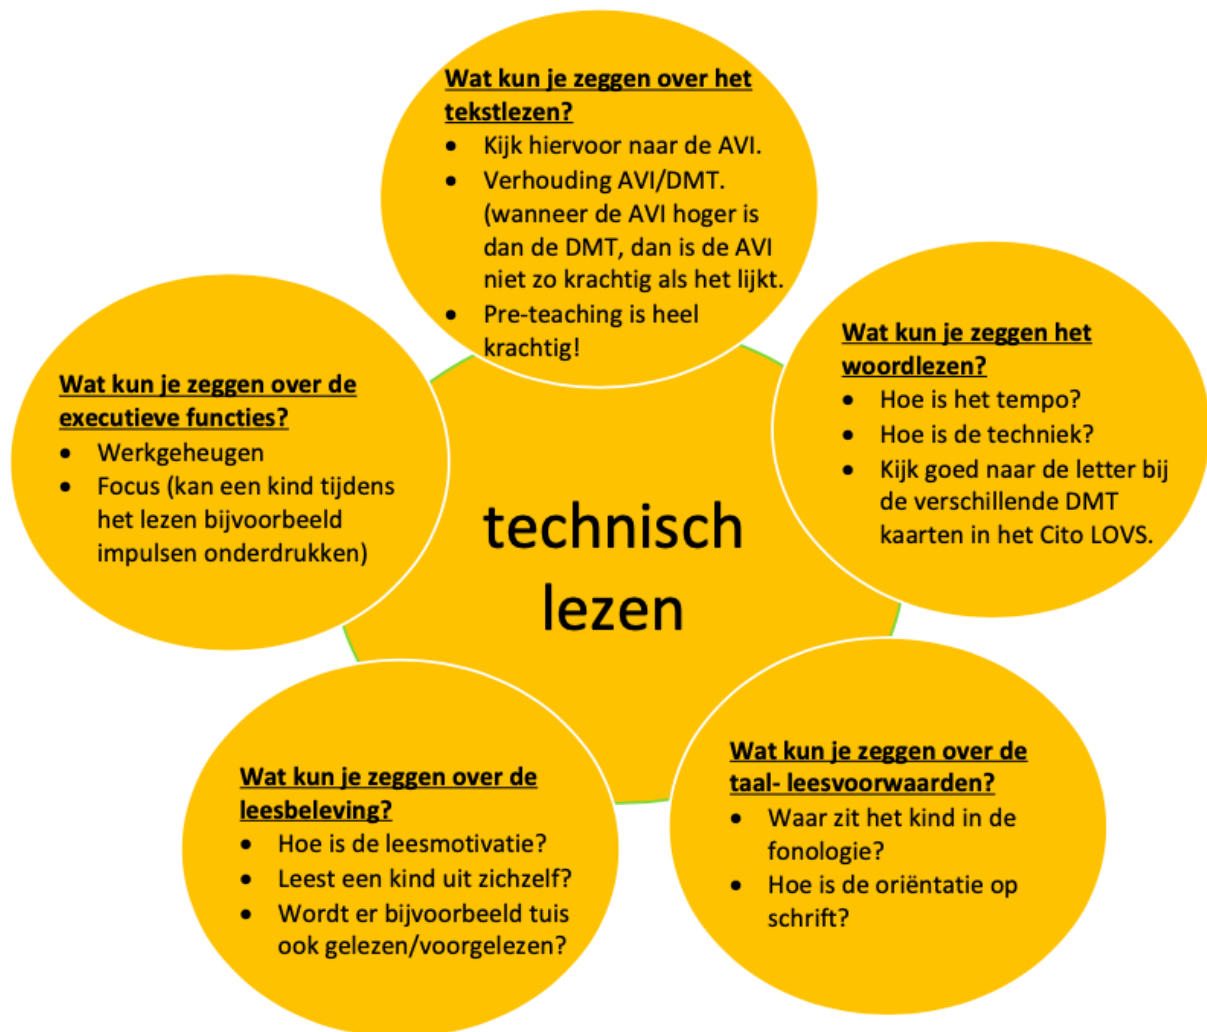 Wat kun je zeggen over het
tekstlezen?
• Kijk hiervoor naar de AVI.
• Verhouding AVI/DMT.
(wanneer de AVI hoger is
dan de DMT, dan is de AVI
niet zo krachtig als het lijkt.
• Pre-teaching is heel
krachtig!
Wat kun je zeggen het
woordlezen?
• Hoe is het tempo?
• Hoe is de techniek?
• Kijk goed naar de letter bij
de verschillende DMT
kaarten in het Cito LOVS.
Wat kun je zeggen over de
taal- leesvoorwaarden?
• Waar zit het kind in de
fonologie?
• Hoe is de oriëntatie op
schrift?
Wat kun je zeggen over de
leesbeleving?
• Hoe is de leesmotivatie?
• Leest een kind uit zichzelf?
• Wordt er bijvoorbeeld tuis
ook gelezen/voorgelezen?
Wat kun je zeggen over de
executieve functies?
• Werkgeheugen
• Focus (kan een kind tijdens
het lezen bijvoorbeeld
impulsen onderdrukken)
technisch
lezen